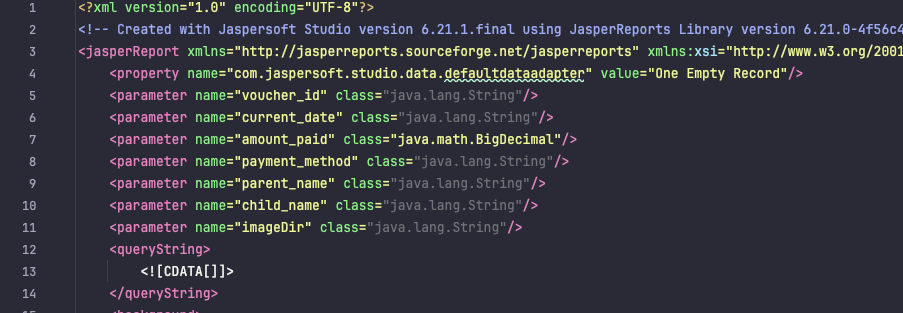 1 <?xml version="1.0" encoding="UTF-8"?>
2 <!-- Created with Jaspersoft Studio version 6.21.1.final using JasperReports Library version 6.21.0-4f56c4
3 <jasperReport xmlns="http://jasperreports.sourceforge.net/jasperreports" xmlns:xsi="http://www.w3.org/2001
4 <property name="com.jaspersoft.studio.data.defaultdataadapter" value="One Empty Record"/>
5 <parameter name="voucher_id" class="java.lang.String"/>
6 <parameter name="current_date" class="java.lang.String"/>
7 <parameter name="amount_paid" class="java.math.BigDecimal"/>
8 <parameter name="payment_method" class="java.lang.String"/>
9 <parameter name="parent_name" class="java.lang.String"/>
10 <parameter name="child_name" class="java.lang.String"/>
11 <parameter name="imageDir" class="java.lang.String"/>
12 <queryString>
13 <![CDATA[]]>
14 </queryString>